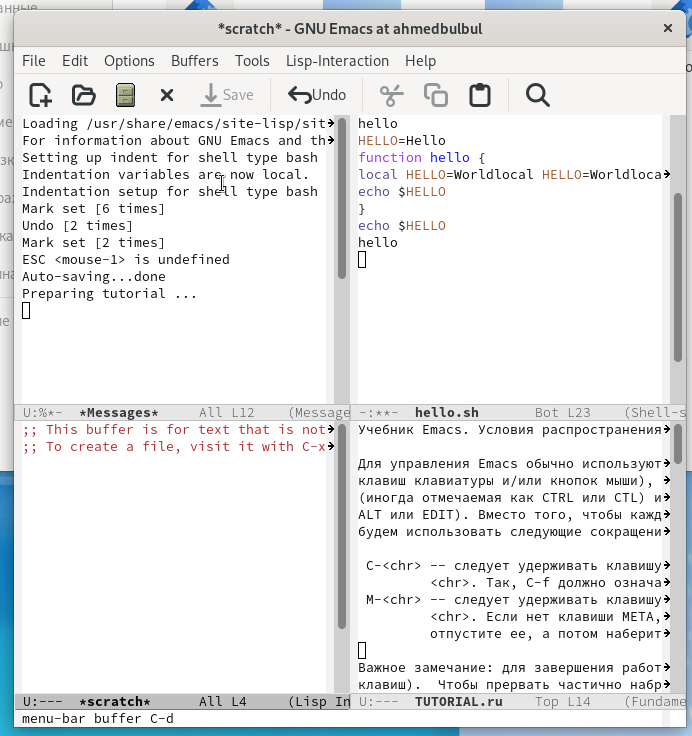 *scratch* - GNU Emacs at ahmedbulbul
File Edit Options Buffers Tools Lisp-Interaction Help
Save Undo
Loading /usr/share/emacs/site-lisp/sit
For information about GNU Emacs and th
Setting up indent for shell type bash
Indentation variables are now local.
Indentation setup for shell type bash
Mark set [6 times]
Undo [2 times]
Mark set [2 times]
ESC <mouse-1> is undefined
Auto-saving...done
Preparing tutorial ...
U:%*- *Messages* All L12 (Message
hello
HELLO=Hello
function hello {
local HELLO=Worldlocal HELLO=Worldloca
echo $HELLO
}
echo $HELLO
hello
-:**- hello.sh Bot L23 (Shell-s
;; This buffer is for text that is not
;; To create a file, visit it with C-x
U:--- *scratch* All L4 (Lisp In
Учебник Emacs. Условия распространения
Для управления Emacs обычно используют
клавиш клавиатуры и/или кнопок мыши),
(иногда отмечаемая как CTRL или CTL) и
ALT или EDIT). Вместо того, чтобы кажд
будем использовать следующие сокращени
C-<chr> -- следует удерживать клавишу
<chr>. Так, C-f должно означа
M-<chr> -- следует удерживать клавишу
<chr>. Если нет клавиши META,
отпустите ее, а потом наберит
Важное замечание: для завершения работ
клавиш). Чтобы прервать частично набр
U:--- TUTORIAL.ru Top L14 (Fundame
menu-bar buffer C-d